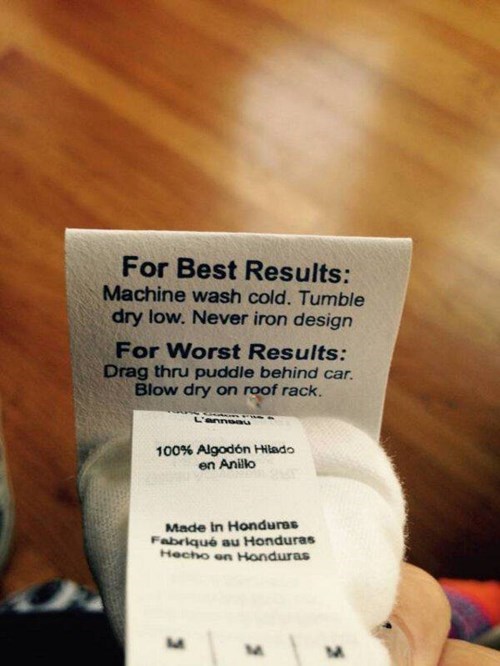 For Best Results:
Machine wash cold. Tumble
dry low. Never iron design
For Worst Results:
Drag thru puddle behind car.
Blow dry on roof rack.
L'anneau
100% Algodón Hilado
en Anillo
Made in Honduras
Fabriqué au Honduras
Hecho en Honduras
M M M